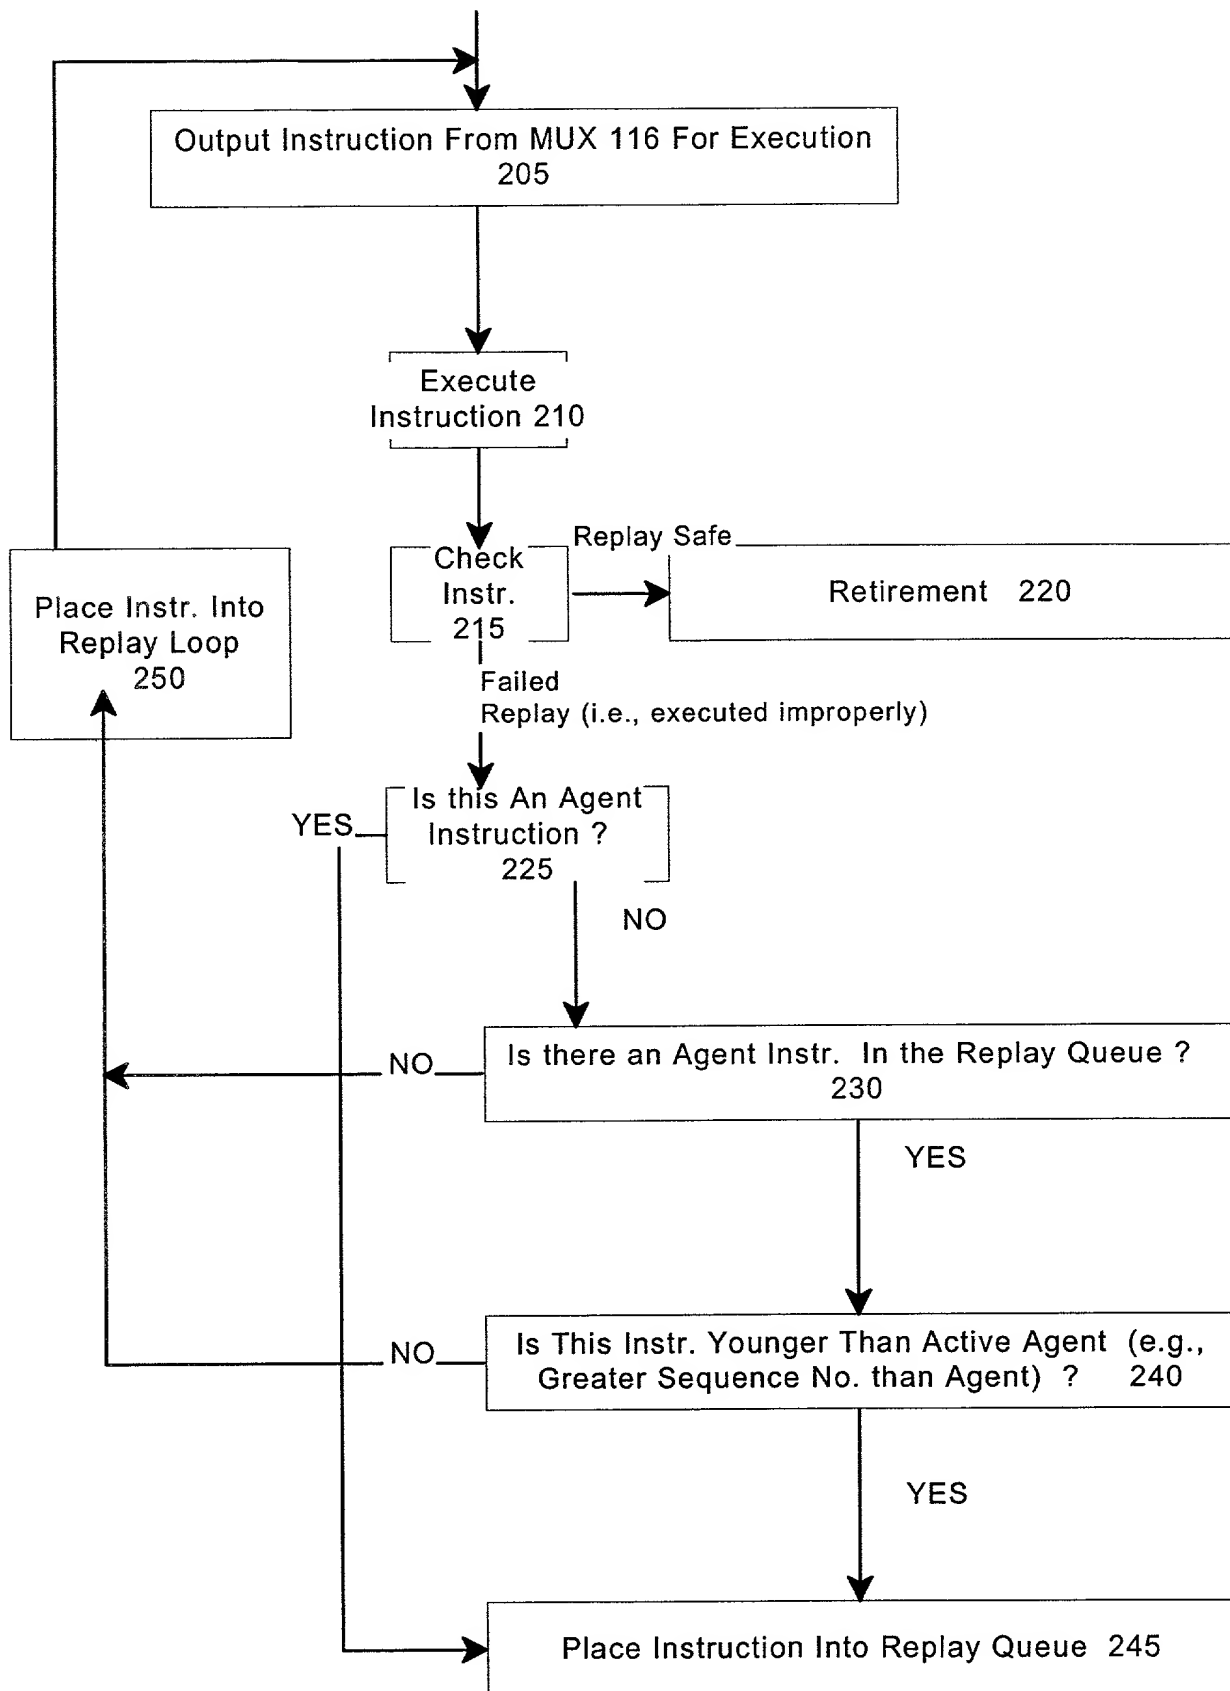 Output Instruction From MUX 116 For Execution
205
Execute
Instruction 210
Replay Safe
Check
Instr.
215
Retirement 220
Place Instr. Into
Replay Loop
250
Failed
Replay (i.e., executed improperly)
Is this An Agent
Instruction ?
225
YES
NO
Is there an Agent Instr. In the Replay Queue ?
230
NO
YES
Is This Instr. Younger Than Active Agent (e.g.,
Greater Sequence No. than Agent) ? 240
NO
YES
Place Instruction Into Replay Queue 245